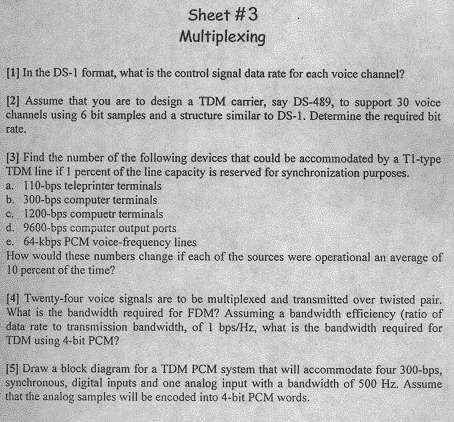 Sheet #3
Multiplexing
[1] In the DS-1 format, what is the control signal data rate for each voice channel?
[2] Assume that you are to design a TDM carrier, say DS-489, to support 30 voice
channels using 6 bit samples and a structure similar to DS-1. Determine the required bit
rate.
[3] Find the number of the following devices that could be accommodated by a T1-type
TDM line if 1 percent of the line capacity is reserved for synchronization purposes.
a. 110-bps teleprinter terminals
b. 300-bps computer terminals
c. 1200-bps compuetr terminals
d. 9600-bps computer output ports
e. 64-kbps PCM voice-frequency lines
How would these numbers change if each of the sources were operational an average of
10 percent of the time?
[4] Twenty-four voice signals are to be multiplexed and transmitted over twisted pair.
What is the bandwidth required for FDM? Assuming a bandwidth efficiency (ratio of
data rate to transmission bandwidth, of 1 bps/Hz, what is the bandwidth required for
TDM using 4-bit PCM?
[5] Draw a block diagram for a TDM PCM system that will accommodate four 300-bps,
synchronous, digital inputs and one analog input with a bandwidth of 500 Hz. Assume
that the analog samples will be encoded into 4-bit PCM words.